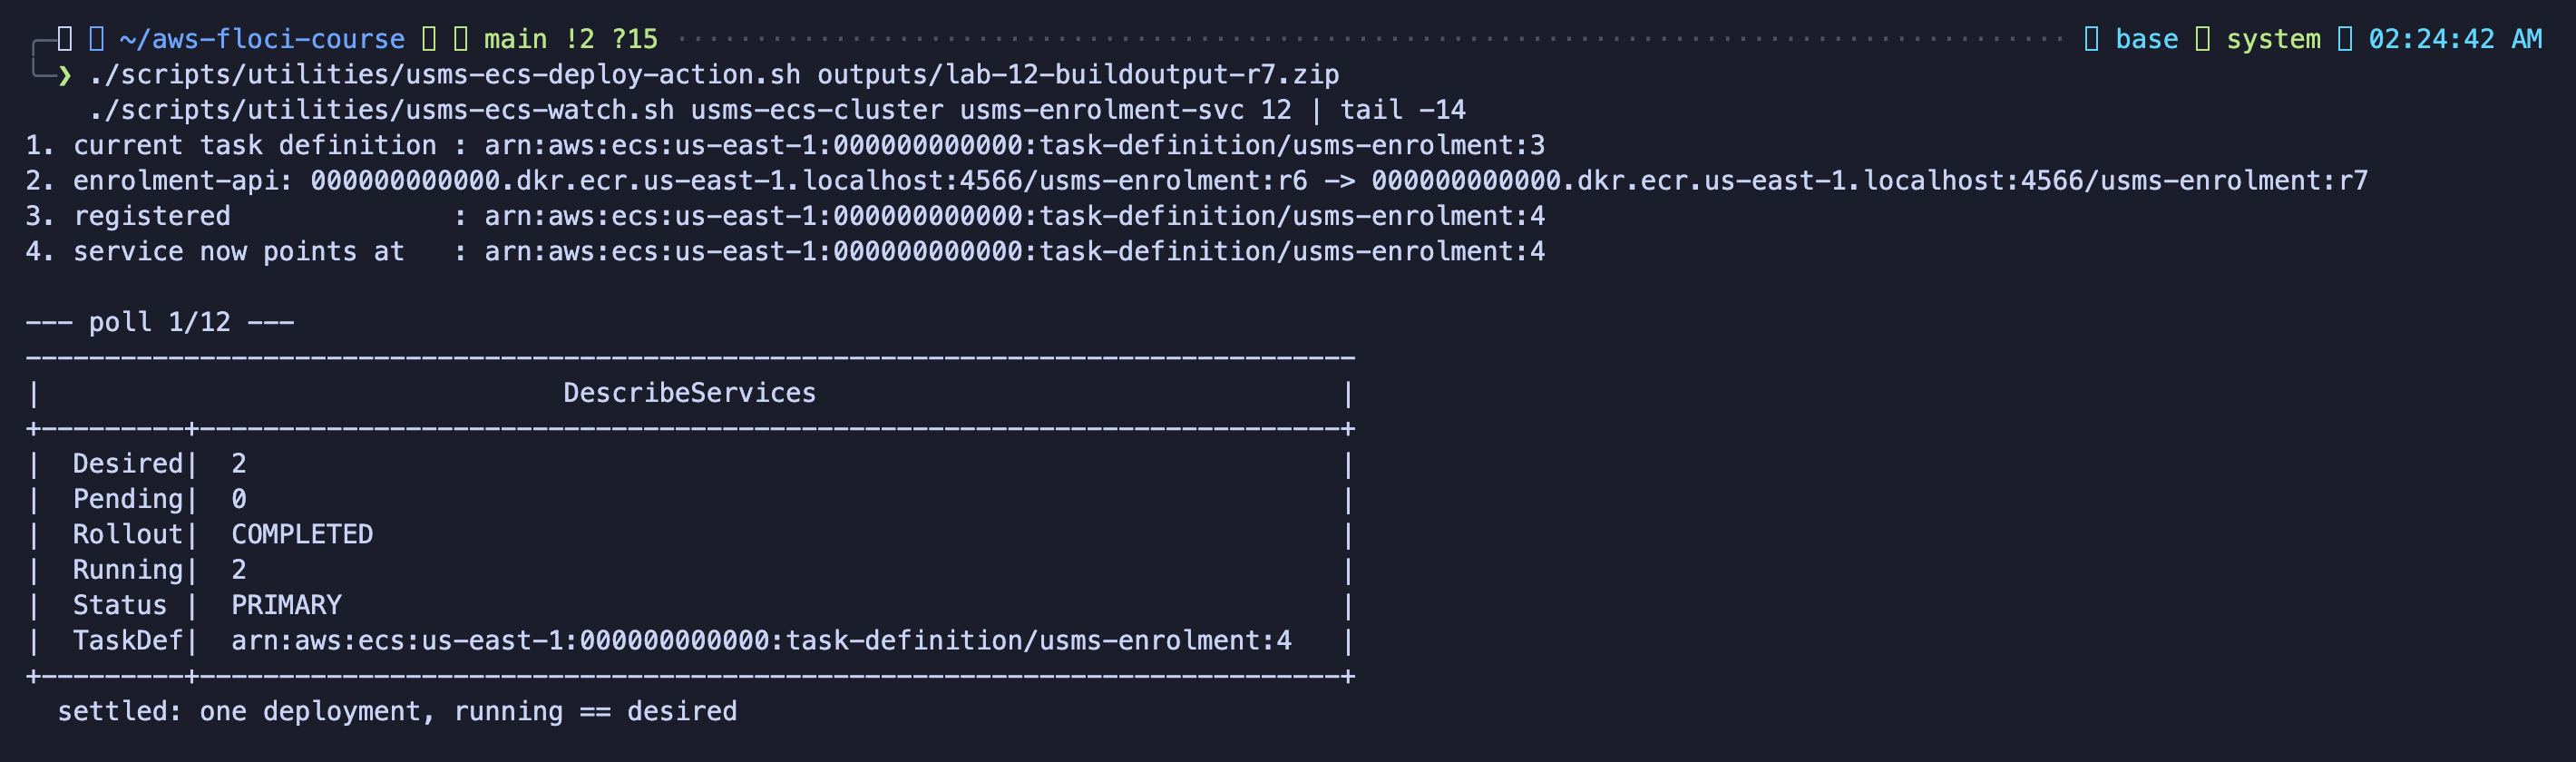 ~/aws-floci-course main !2 ?15 base system 02:24:42 AM
❯ ./scripts/utilities/usms-ecs-deploy-action.sh outputs/lab-12-buildoutput-r7.zip
./scripts/utilities/usms-ecs-watch.sh usms-ecs-cluster usms-enrolment-svc 12 | tail -14
1. current task definition : arn:aws:ecs:us-east-1:000000000000:task-definition/usms-enrolment:3
2. enrolment-api: 000000000000.dkr.ecr.us-east-1.localhost:4566/usms-enrolment:r6 -> 000000000000.dkr.ecr.us-east-1.localhost:4566/usms-enrolment:r7
3. registered : arn:aws:ecs:us-east-1:000000000000:task-definition/usms-enrolment:4
4. service now points at : arn:aws:ecs:us-east-1:000000000000:task-definition/usms-enrolment:4
--- poll 1/12 ---
| DescribeServices |
| Desired| 2 |
| Pending| 0 |
| Rollout| COMPLETED |
| Running| 2 |
| Status | PRIMARY |
| TaskDef| arn:aws:ecs:us-east-1:000000000000:task-definition/usms-enrolment:4 |
settled: one deployment, running == desired